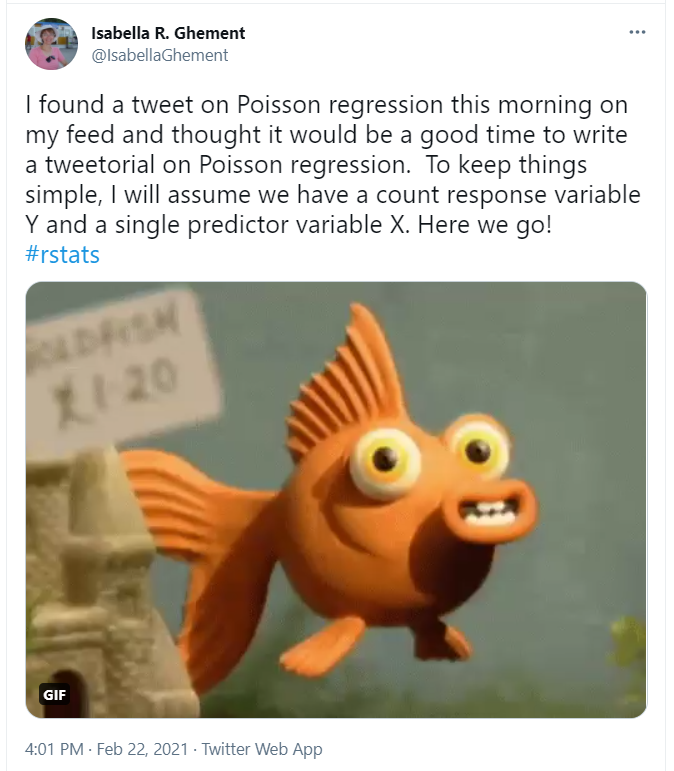 Isabella R. Ghement
@IsabellaGhement
I found a tweet on Poisson regression this morning on
my feed and thought it would be a good time to write
a tweetorial on Poisson regression.  To keep things
simple, I will assume we have a count response variable
Y and a single predictor variable X. Here we go!
#rstats
GOLDFISH
£1·20
GIF
4:01 PM · Feb 22, 2021 · Twitter Web App